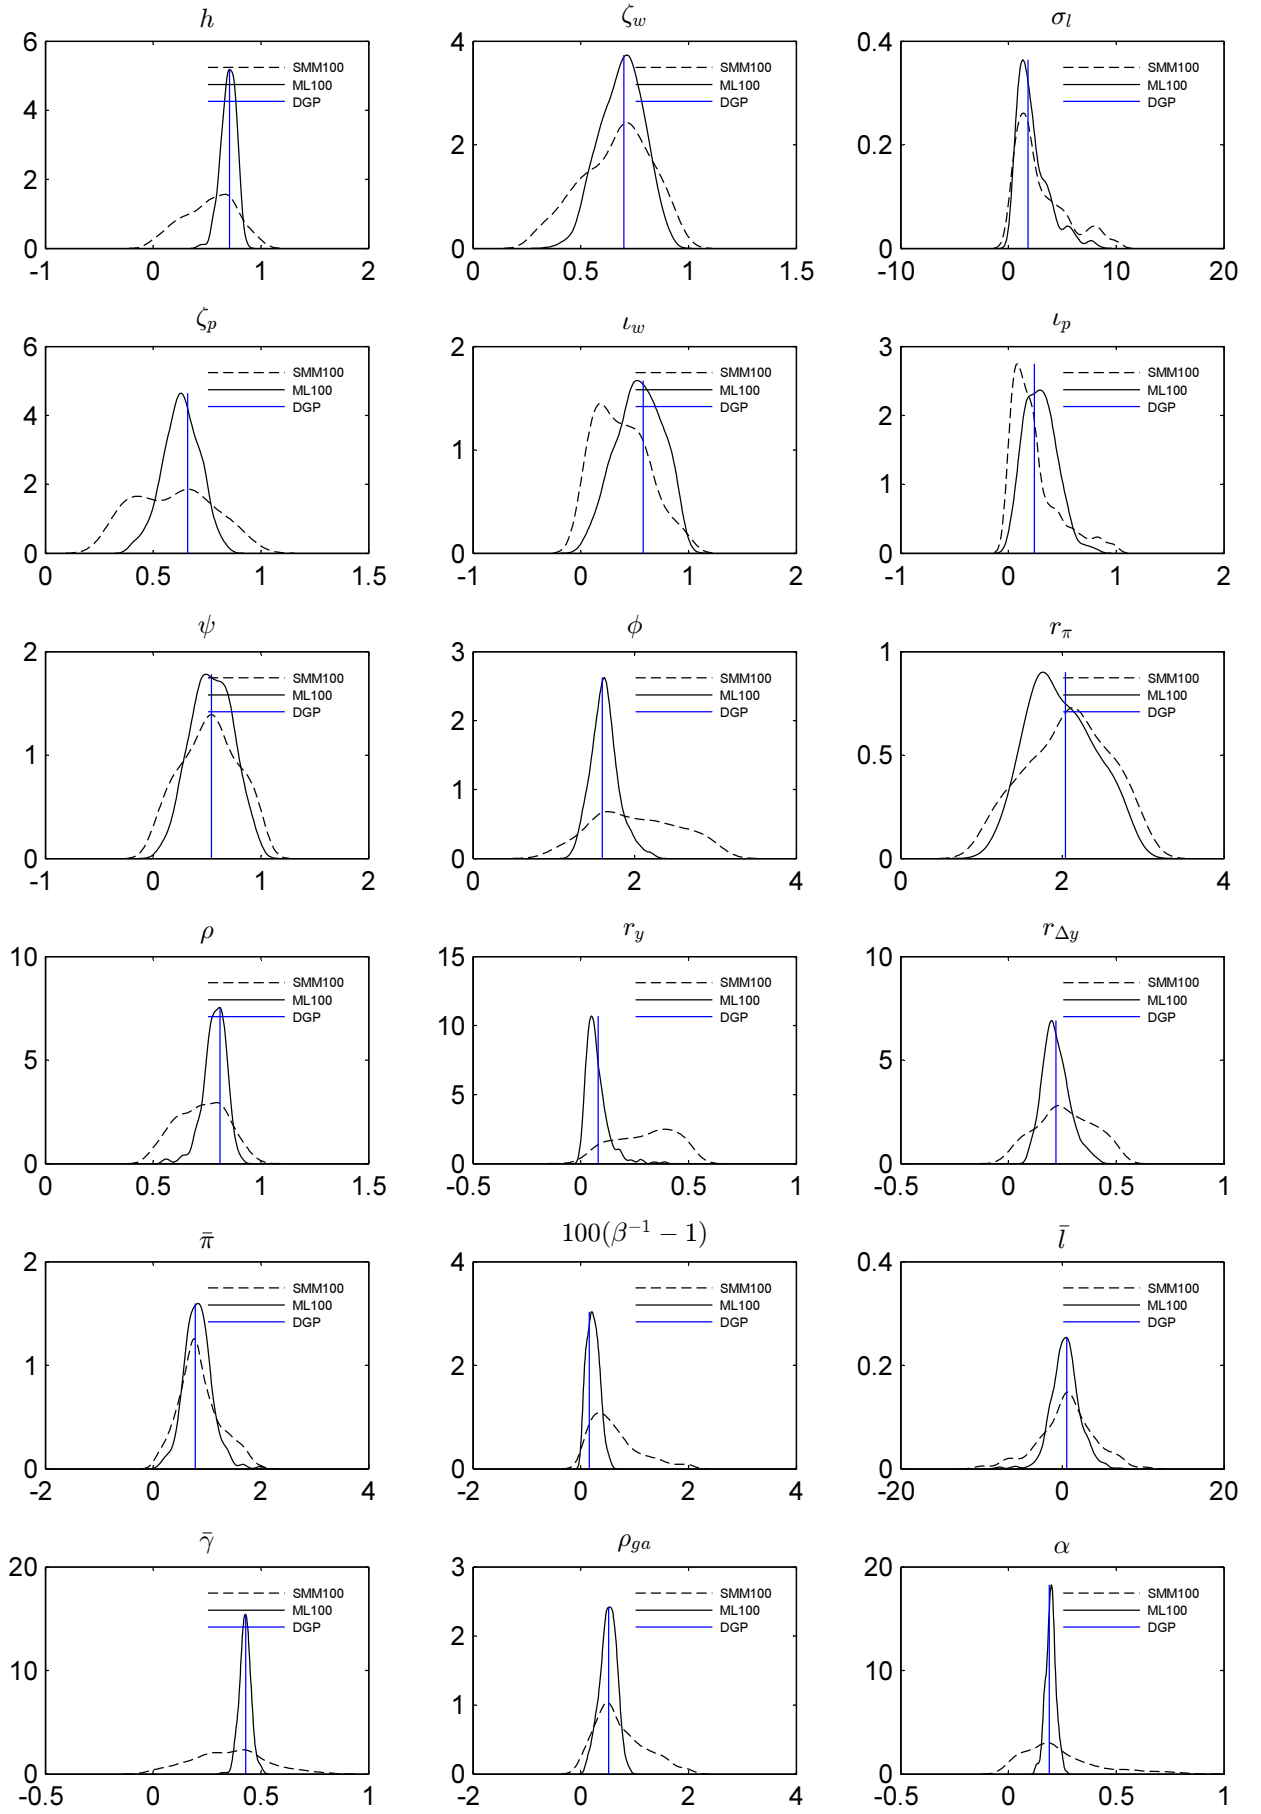 h
6
4
2
0
-1 0 1 2
SMM100
ML100
DGP
ζ_w
4
2
0
0 0.5 1 1.5
SMM100
ML100
DGP
σ_l
0.4
0.2
0
-10 0 10 20
SMM100
ML100
DGP
ζ_p
6
4
2
0
0 0.5 1 1.5
SMM100
ML100
DGP
ι_w
2
1
0
-1 0 1 2
SMM100
ML100
DGP
ι_p
3
2
1
0
-1 0 1 2
SMM100
ML100
DGP
ψ
2
1
0
-1 0 1 2
SMM100
ML100
DGP
ϕ
3
2
1
0
0 2 4
SMM100
ML100
DGP
r_π
1
0.5
0
0 2 4
SMM100
ML100
DGP
ρ
10
5
0
0 0.5 1 1.5
SMM100
ML100
DGP
r_y
15
10
5
0
-0.5 0 0.5 1
SMM100
ML100
DGP
r_Δy
10
5
0
-0.5 0 0.5 1
SMM100
ML100
DGP
π̄
2
1
0
-2 0 2 4
SMM100
ML100
DGP
100(β⁻¹ − 1)
4
2
0
-2 0 2 4
SMM100
ML100
DGP
l̄
0.4
0.2
0
-20 0 20
SMM100
ML100
DGP
γ̄
20
10
0
-0.5 0 0.5 1
SMM100
ML100
DGP
ρ_ga
3
2
1
0
-2 0 2 4
SMM100
ML100
DGP
α
20
10
0
-0.5 0 0.5 1
SMM100
ML100
DGP